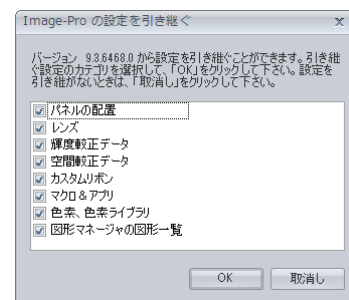 Image-Pro の設定を引き継ぐ
x
バージョン 9.3.6468.0 から設定を引き継ぐことができます。引き継
ぐ設定のカテゴリを選択して、「OK」をクリックして下さい。設定を
引き継がないときは、「取消し」をクリックして下さい。
パネルの配置
レンズ
輝度較正データ
空間較正データ
カスタムリボン
マクロ & アプリ
色素、色素ライブラリ
図形マネージャの図形一覧
OK
取消し